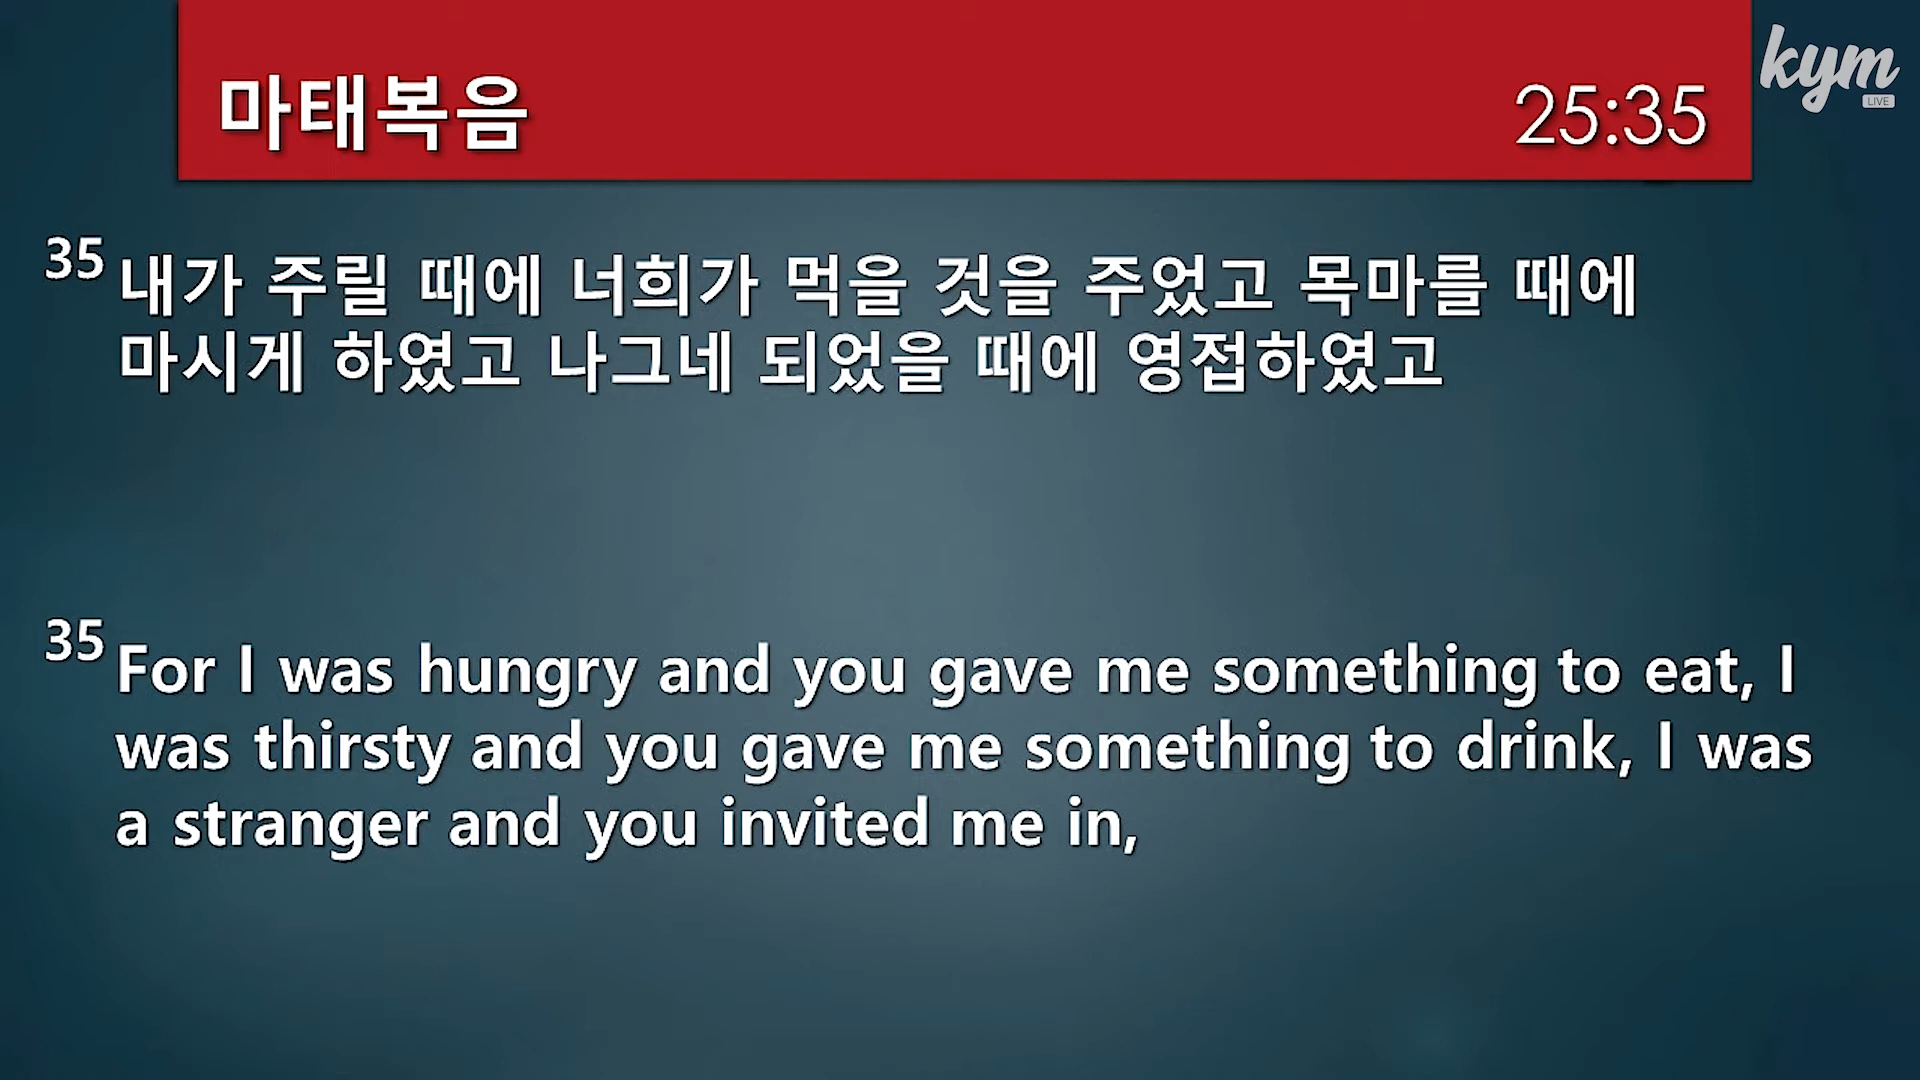 마태복음
25:35
kym
LIVE
35 내가 주릴 때에 너희가 먹을 것을 주었고 목마를 때에
마시게 하였고 나그네 되었을 때에 영접하였고
35 For I was hungry and you gave me something to eat, I
was thirsty and you gave me something to drink, I was
a stranger and you invited me in,